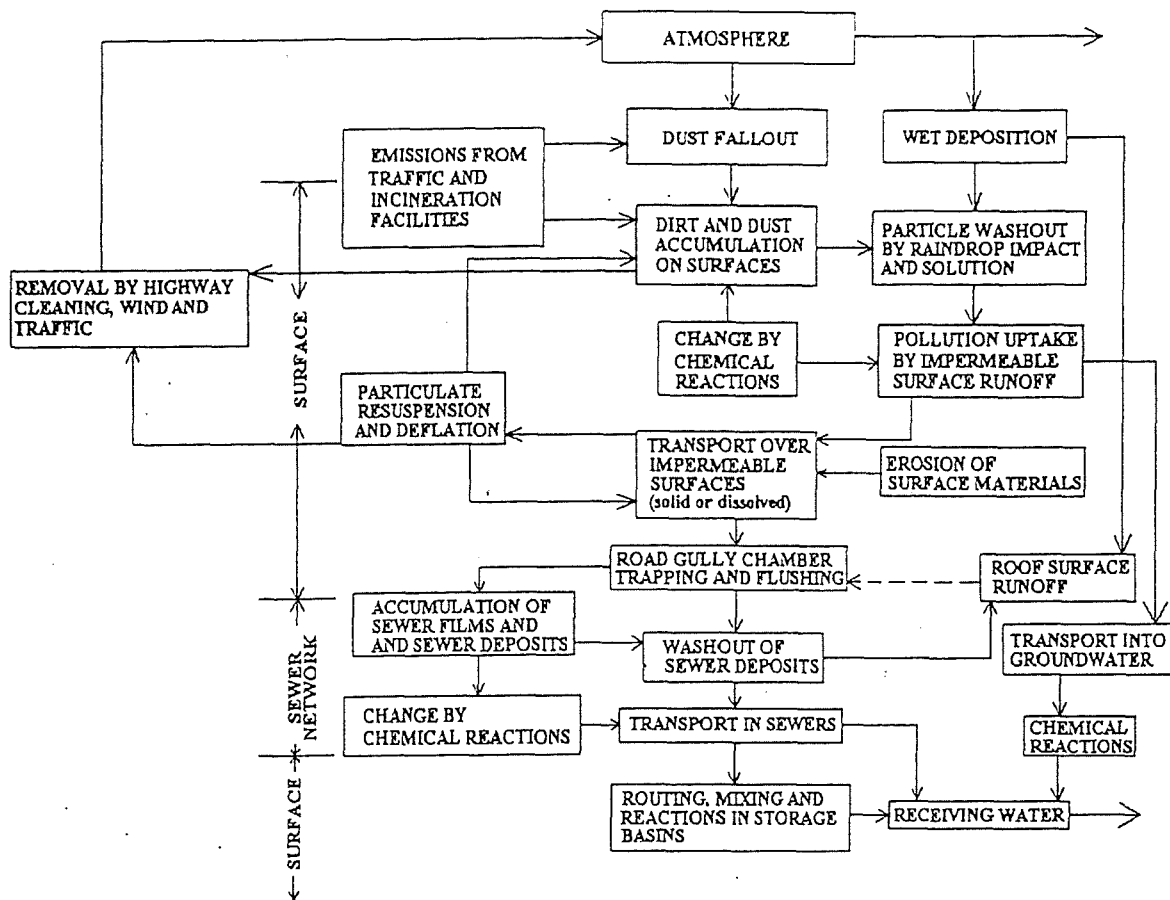 ATMOSPHERE
DUST FALLOUT
WET DEPOSITION
EMISSIONS FROM
TRAFFIC AND
INCINERATION
FACILITIES
DIRT AND DUST
ACCUMULATION
ON SURFACES
PARTICLE WASHOUT
BY RAINDROP IMPACT
AND SOLUTION
REMOVAL BY HIGHWAY
CLEANING, WIND AND
TRAFFIC
SURFACE
CHANGE BY
CHEMICAL
REACTIONS
POLLUTION UPTAKE
BY IMPERMEABLE
SURFACE RUNOFF
PARTICULATE
RESUSPENSION
AND DEFLATION
TRANSPORT OVER
IMPERMEABLE
SURFACES
(solid or dissolved)
EROSION OF
SURFACE MATERIALS
ROAD GULLY CHAMBER
TRAPPING AND FLUSHING
ROOF SURFACE
RUNOFF
ACCUMULATION OF
SEWER FILMS AND
AND SEWER DEPOSITS
WASHOUT OF
SEWER DEPOSITS
TRANSPORT INTO
GROUNDWATER
SEWER
NETWORK
CHANGE BY
CHEMICAL REACTIONS
TRANSPORT IN SEWERS
CHEMICAL
REACTIONS
ROUTING, MIXING AND
REACTIONS IN STORAGE
BASINS
RECEIVING WATER
SURFACE